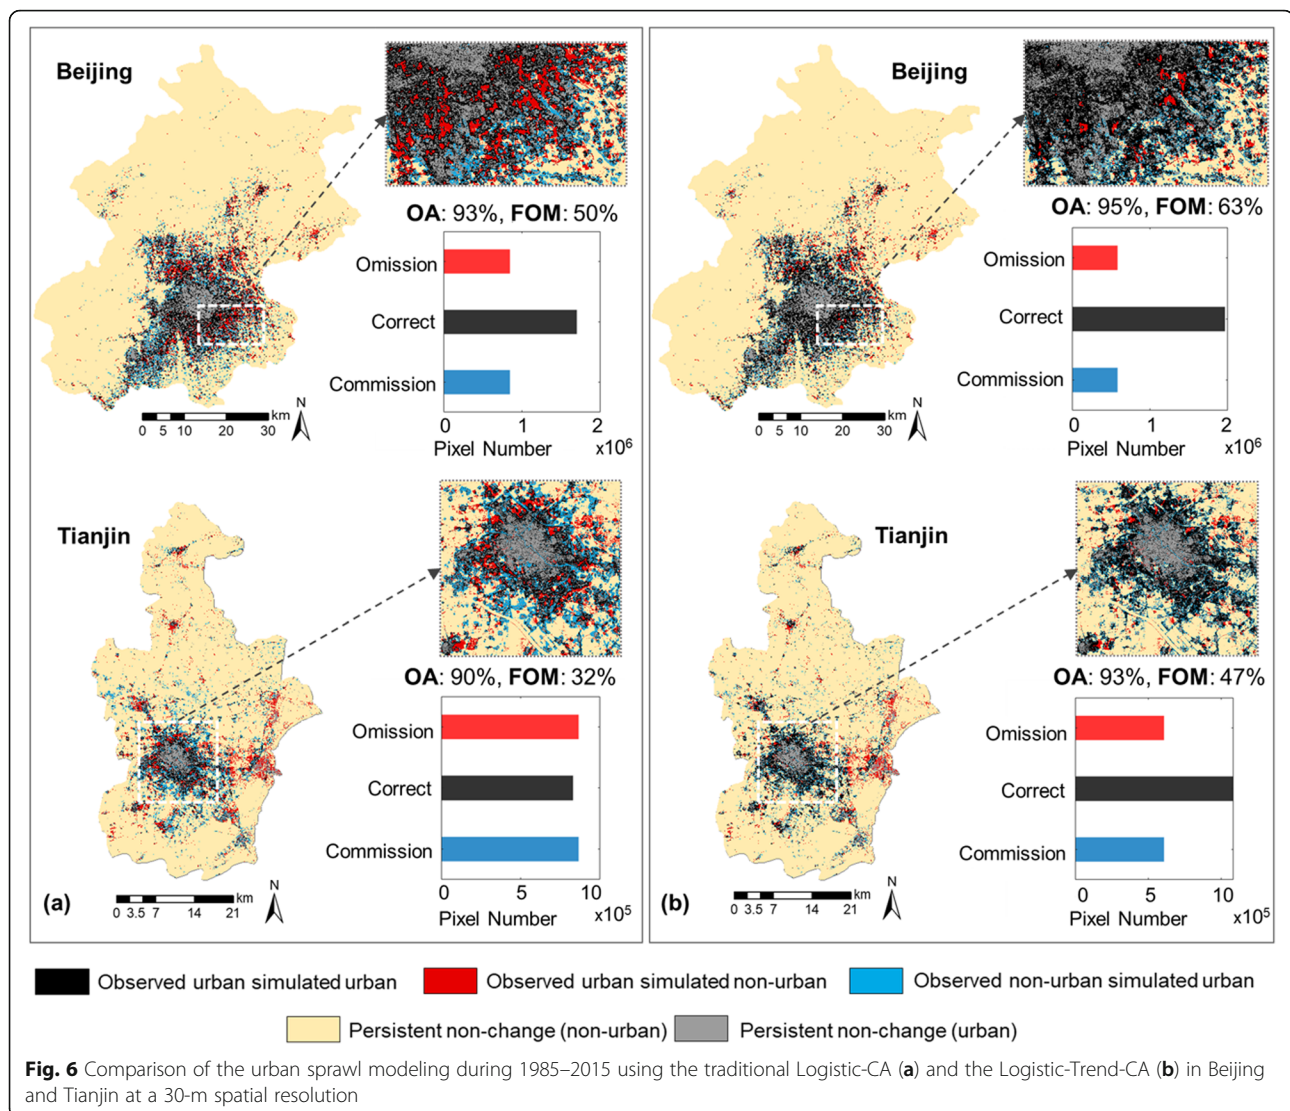 Beijing
OA: 93%, FOM: 50%
Omission
Correct
Commission
0 1 2
Pixel Number x10⁶
km
0 5 10 20 30
N
Beijing
OA: 95%, FOM: 63%
Omission
Correct
Commission
0 1 2
Pixel Number x10⁶
km
0 5 10 20 30
N
Tianjin
OA: 90%, FOM: 32%
Omission
Correct
Commission
0 5 10
Pixel Number x10⁵
km
0 3.5 7 14 21
N
(a)
Tianjin
OA: 93%, FOM: 47%
Omission
Correct
Commission
0 5 10
Pixel Number x10⁵
km
0 3.5 7 14 21
N
(b)
Observed urban simulated urban Observed urban simulated non-urban Observed non-urban simulated urban
Persistent non-change (non-urban) Persistent non-change (urban)
Fig. 6 Comparison of the urban sprawl modeling during 1985–2015 using the traditional Logistic-CA (a) and the Logistic-Trend-CA (b) in Beijing
and Tianjin at a 30-m spatial resolution